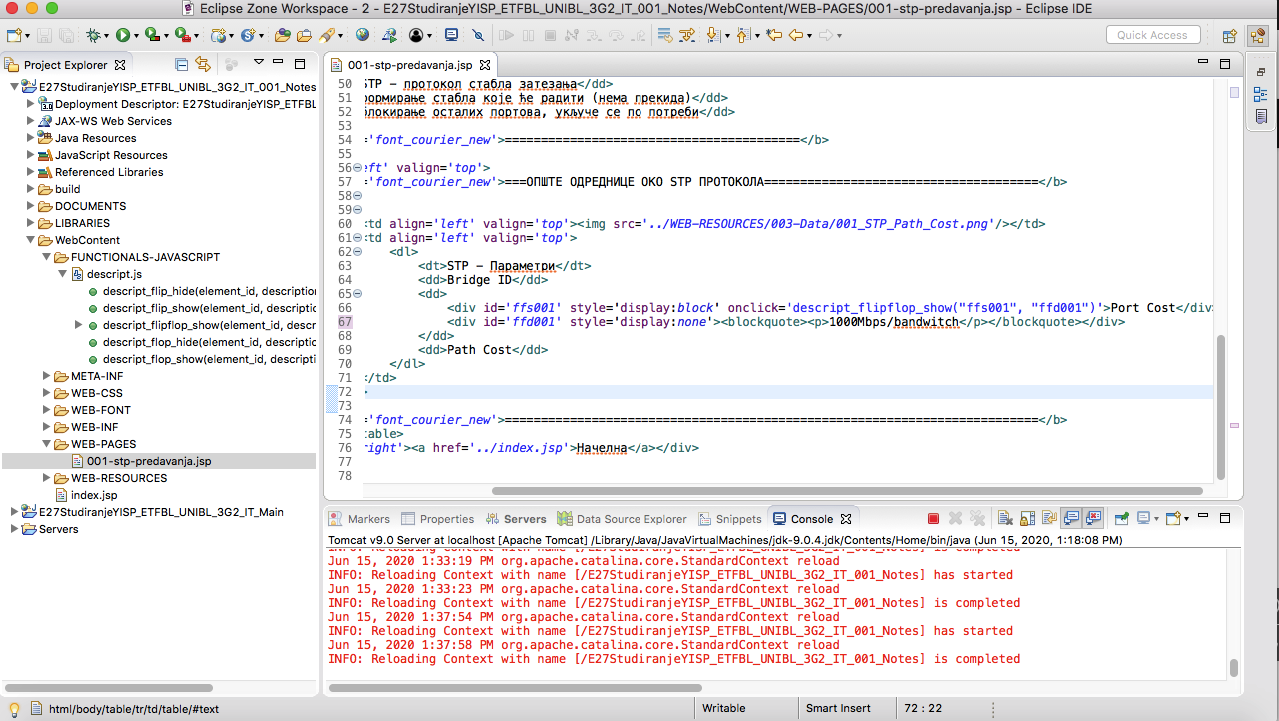 Eclipse Zone Workspace - 2 - E27StudiranjeYISP_ETFBL_UNIBL_3G2_IT_001_Notes/WebContent/WEB-PAGES/001-stp-predavanja.jsp - Eclipse IDE
Quick Access
Project Explorer
E27StudiranjeYISP_ETFBL_UNIBL_3G2_IT_001_Notes
Deployment Descriptor: E27StudiranjeYISP_ETFBL
JAX-WS Web Services
Java Resources
JavaScript Resources
Referenced Libraries
build
DOCUMENTS
LIBRARIES
WebContent
FUNCTIONALS-JAVASCRIPT
descript.js
descript_flip_hide(element_id, description
descript_flip_show(element_id, descriptio
descript_flipflop_show(element_id, descr
descript_flop_hide(element_id, descriptio
descript_flop_show(element_id, descriptio
META-INF
WEB-CSS
WEB-FONT
WEB-INF
WEB-PAGES
001-stp-predavanja.jsp
WEB-RESOURCES
index.jsp
E27StudiranjeYISP_ETFBL_UNIBL_3G2_IT_Main
Servers
001-stp-predavanja.jsp
50 STP – протокол стабла затезања</dd>
51 формирање стабла које ће радити (нема прекида)</dd>
52 блокирање осталих портова, укључе се по потреби</dd>
53
54 ='font_courier_new'>=========================================</b>
55
56 eft' valign='top'>
57 ='font_courier_new'>===ОПШТЕ ОДРЕДНИЦЕ ОКО STP ПРОТОКОЛА======================================</b>
58
59
60 <td align='left' valign='top'><img src='../WEB-RESOURCES/003-Data/001_STP_Path_Cost.png'/></td>
61 <td align='left' valign='top'>
62 <dl>
63 <dt>STP – Параметри</dt>
64 <dd>Bridge ID</dd>
65 <dd>
66 <div id='ffs001' style='display:block' onclick='descript_flipflop_show("ffs001", "ffd001")'>Port Cost</div>
67 <div id='ffd001' style='display:none'><blockquote><p>1000Mbps/bandwitch</p></blockquote></div>
68 </dd>
69 <dd>Path Cost</dd>
70 </dl>
71 </td>
72 >
73
74 ='font_courier_new'>==========================================================================</b>
75 table>
76 right'><a href='../index.jsp'>Начелна</a></div>
77
78
Markers Properties Servers Data Source Explorer Snippets Console
Tomcat v9.0 Server at localhost [Apache Tomcat] /Library/Java/JavaVirtualMachines/jdk-9.0.4.jdk/Contents/Home/bin/java (Jun 15, 2020, 1:18:08 PM)
INFO: Reloading Context with name [/E27StudiranjeYISP_ETFBL_UNIBL_3G2_IT_001_Notes] is completed
Jun 15, 2020 1:33:19 PM org.apache.catalina.core.StandardContext reload
INFO: Reloading Context with name [/E27StudiranjeYISP_ETFBL_UNIBL_3G2_IT_001_Notes] has started
Jun 15, 2020 1:33:23 PM org.apache.catalina.core.StandardContext reload
INFO: Reloading Context with name [/E27StudiranjeYISP_ETFBL_UNIBL_3G2_IT_001_Notes] is completed
Jun 15, 2020 1:37:54 PM org.apache.catalina.core.StandardContext reload
INFO: Reloading Context with name [/E27StudiranjeYISP_ETFBL_UNIBL_3G2_IT_001_Notes] has started
Jun 15, 2020 1:37:58 PM org.apache.catalina.core.StandardContext reload
INFO: Reloading Context with name [/E27StudiranjeYISP_ETFBL_UNIBL_3G2_IT_001_Notes] is completed
html/body/table/tr/td/table/#text Writable Smart Insert 72 : 22